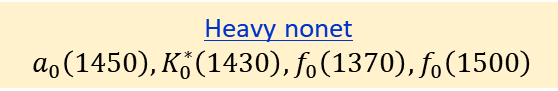 Heavy nonet
a₀(1450), K₀*(1430), f₀(1370), f₀(1500)